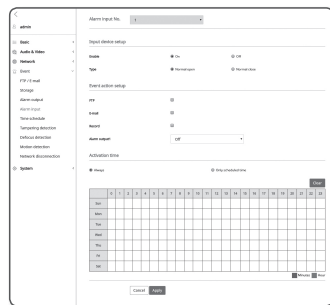 admin
Basic
Audio & Video
Network
Event
FTP / E-mail
Storage
Alarm output
Alarm input
Time schedule
Tampering detection
Defocus detection
Motion detection
Network disconnection
System
Alarm Input No. 1
Input device setup
Enable On Off
Type Normal open Normal close
Event action setup
FTP
E-mail
Record
Alarm output1 Off
Activation time
Always Only scheduled time
Clear
0 1 2 3 4 5 6 7 8 9 10 11 12 13 14 15 16 17 18 19 20 21 22 23
Sun
Mon
Tue
Wed
Thu
Fri
Sat
Minutes Hour
Cancel Apply